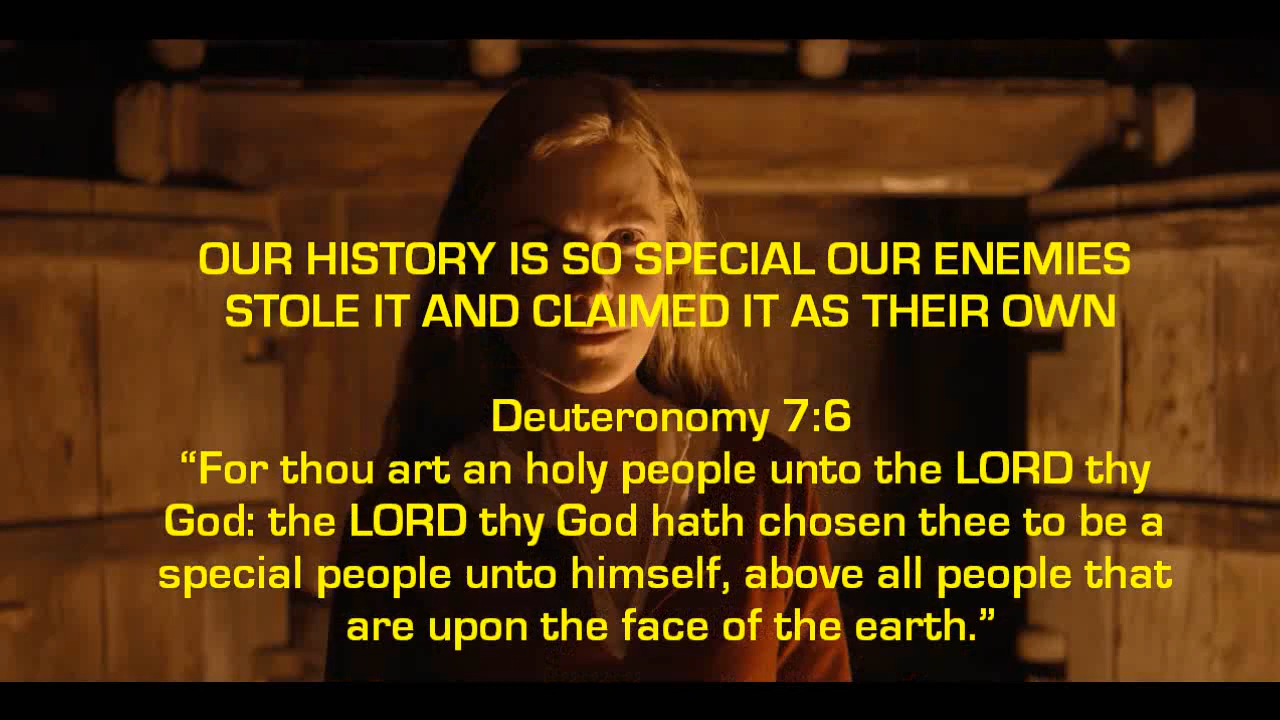 OUR HISTORY IS SO SPECIAL OUR ENEMIES
STOLE IT AND CLAIMED IT AS THEIR OWN
Deuteronomy 7:6
“For thou art an holy people unto the LORD thy
God: the LORD thy God hath chosen thee to be a
special people unto himself, above all people that
are upon the face of the earth.”